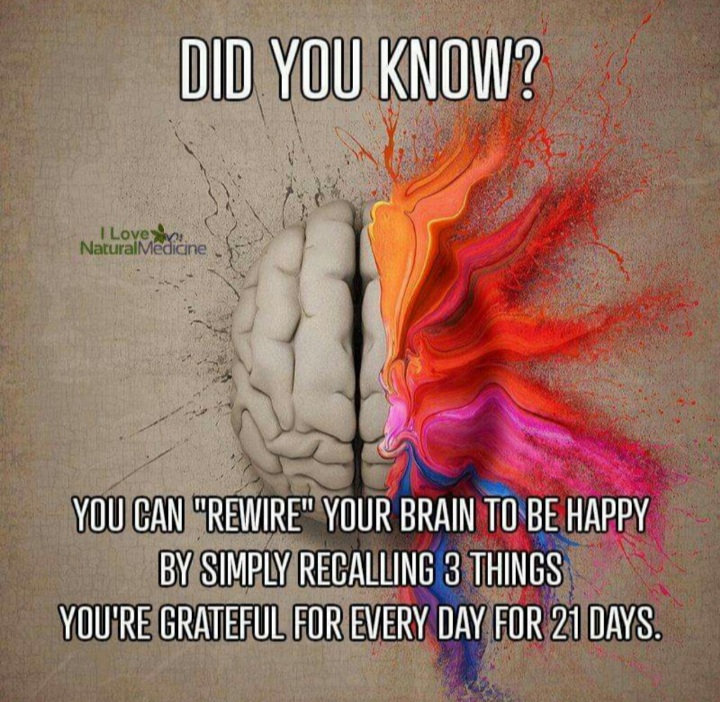 DID YOU KNOW?
I Love
NaturalMedicine
YOU CAN "REWIRE" YOUR BRAIN TO BE HAPPY
BY SIMPLY RECALLING 3 THINGS
YOU'RE GRATEFUL FOR EVERY DAY FOR 21 DAYS.